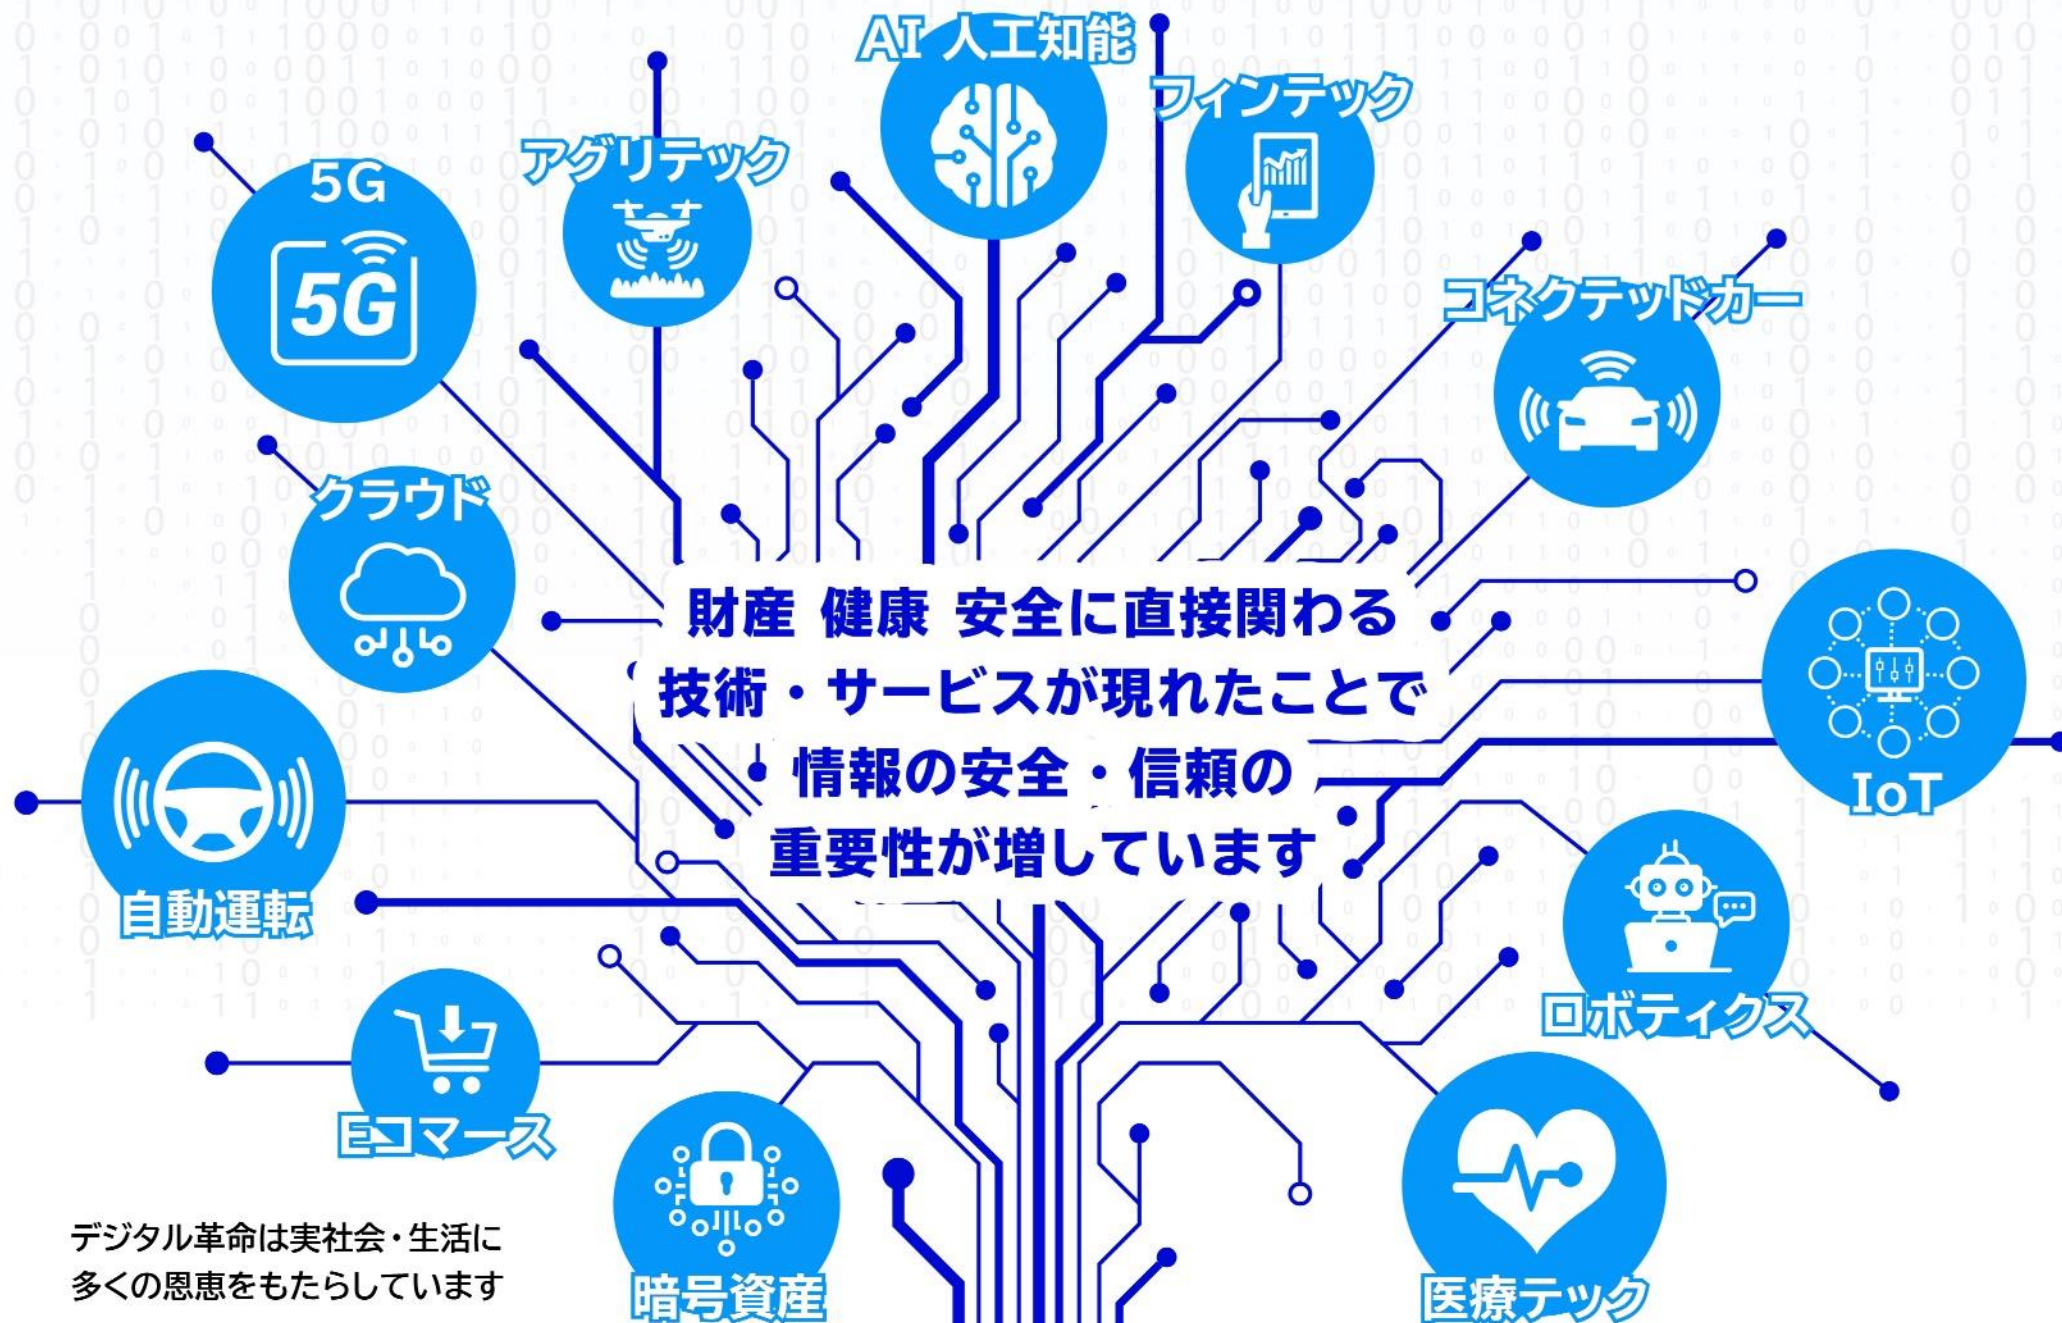 AI 人工知能
フィンテック
アグリテック
5G
5G
コネクテッドカー
クラウド
財産 健康 安全に直接関わる
技術・サービスが現れたことで
情報の安全・信頼の
重要性が増しています
IoT
自動運転
ロボティクス
Eコマース
デジタル革命は実社会・生活に
多くの恩恵をもたらしています
暗号資産
医療テック